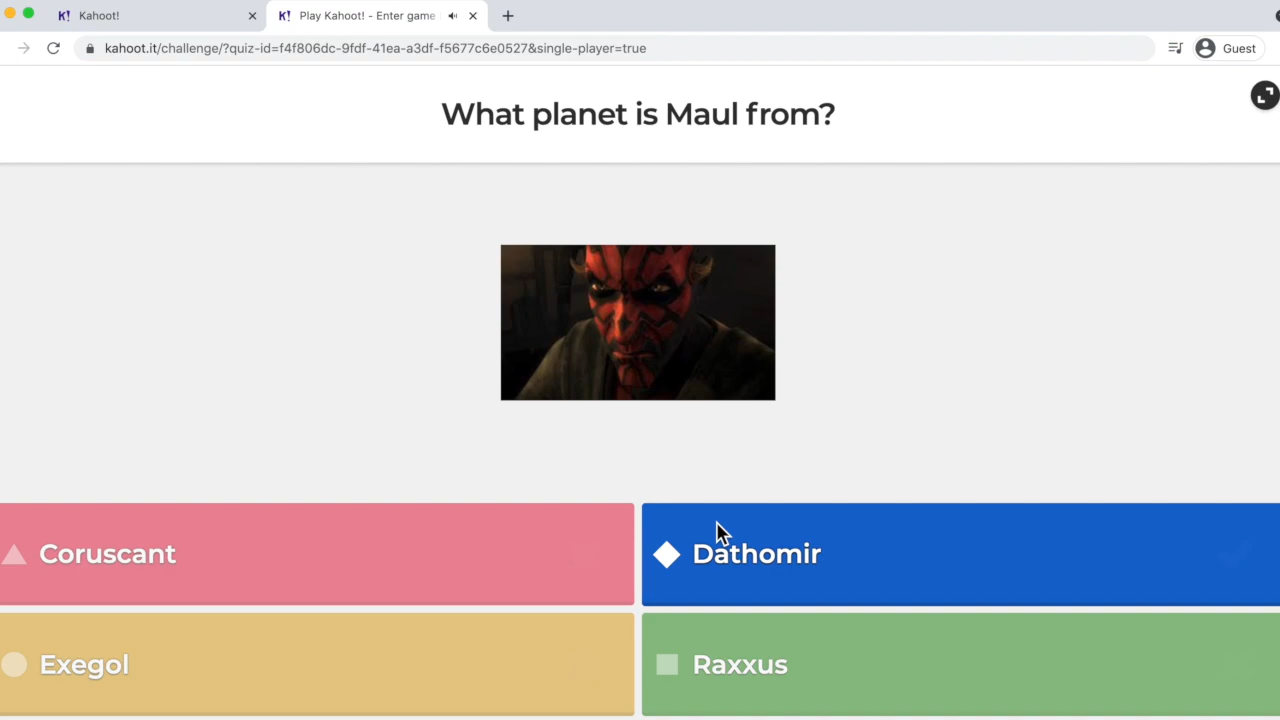 K! Kahoot!
K! Play Kahoot! - Enter game
kahoot.it/challenge/?quiz-id=f4f806dc-9fdf-41ea-a3df-f5677c6e0527&single-player=true
Guest
What planet is Maul from?
Coruscant
Dathomir
Exegol
Raxxus